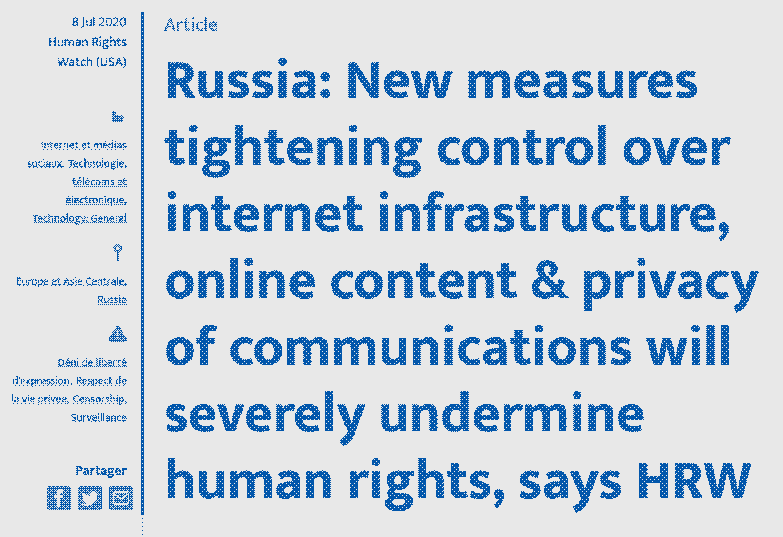 8 Jul 2020
Human Rights
Watch (USA)
Internet et médias
sociaux, Technologie,
télécoms et
électronique,
Technology: General
Europe et Asie Centrale,
Russie
Déni de liberté
d'expression, Respect de
la vie privée, Censorship,
Surveillance
Partager
Article
Russia: New measures
tightening control over
internet infrastructure,
online content & privacy
of communications will
severely undermine
human rights, says HRW